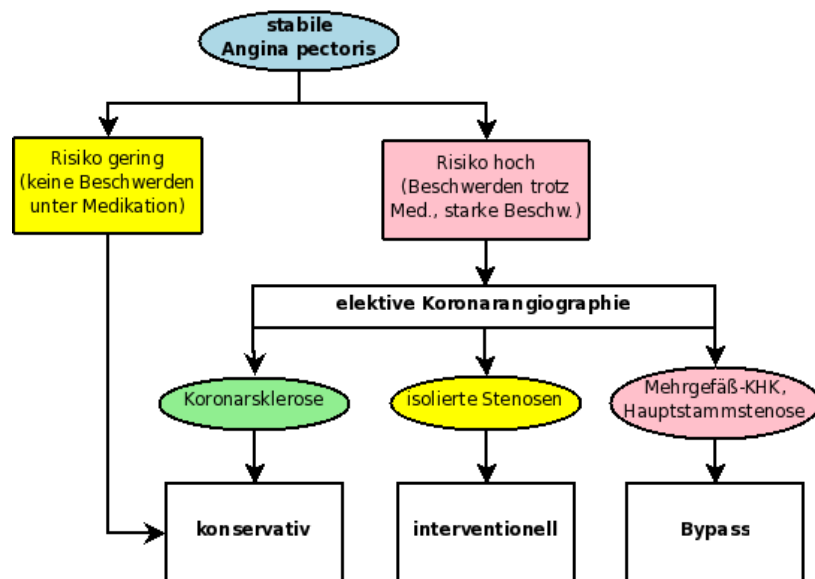 stabile
Angina pectoris
Risiko gering
(keine Beschwerden
unter Medikation)
Risiko hoch
(Beschwerden trotz
Med., starke Beschw.)
elektive Koronarangiographie
Koronarsklerose
isolierte Stenosen
Mehrgefäß-KHK,
Hauptstammstenose
konservativ
interventionell
Bypass